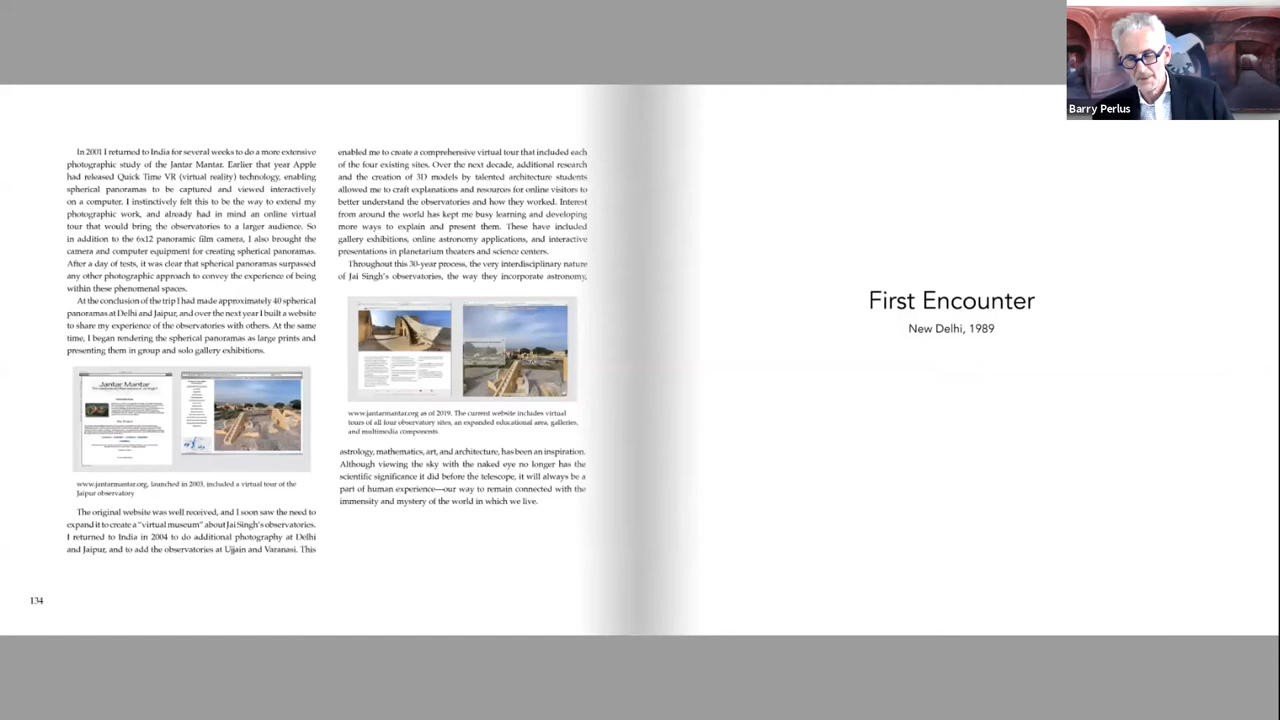 Barry Perlus
In 2001 I returned to India for several weeks to do a more extensive
photographic study of the Jantar Mantar. Earlier that year Apple
had released Quick Time VR (virtual reality) technology, enabling
spherical panoramas to be captured and viewed interactively
on a computer. I instinctively felt this to be the way to extend my
photographic work, and already had in mind an online virtual
tour that would bring the observatories to a larger audience. So
in addition to the 6x12 panoramic film camera, I also brought the
camera and computer equipment for creating spherical panoramas.
After a day of tests, it was clear that spherical panoramas surpassed
any other photographic approach to convey the experience of being
within these phenomenal spaces.
At the conclusion of the trip I had made approximately 40 spherical
panoramas at Delhi and Jaipur, and over the next year I built a website
to share my experience of the observatories with others. At the same
time, I began rendering the spherical panoramas as large prints and
presenting them in group and solo gallery exhibitions.
Jantar Mantar
www.jantarmantar.org, launched in 2003, included a virtual tour of the
Jaipur observatory
The original website was well received, and I soon saw the need to
expand it to create a "virtual museum" about Jai Singh's observatories.
I returned to India in 2004 to do additional photography at Delhi
and Jaipur, and to add the observatories at Ujjain and Varanasi. This
134
enabled me to create a comprehensive virtual tour that included each
of the four existing sites. Over the next decade, additional research
and the creation of 3D models by talented architecture students
allowed me to craft explanations and resources for online visitors to
better understand the observatories and how they worked. Interest
from around the world has kept me busy learning and developing
more ways to explain and present them. These have included
gallery exhibitions, online astronomy applications, and interactive
presentations in planetarium theaters and science centers.
Throughout this 30-year process, the very interdisciplinary nature
of Jai Singh's observatories, the way they incorporate astronomy,
www.jantarmantar.org as of 2019. The current website includes virtual
tours of all four observatory sites, an expanded educational area, galleries,
and multimedia components.
astrology, mathematics, art, and architecture, has been an inspiration.
Although viewing the sky with the naked eye no longer has the
scientific significance it did before the telescope, it will always be a
part of human experience—our way to remain connected with the
immensity and mystery of the world in which we live.
First Encounter
New Delhi, 1989